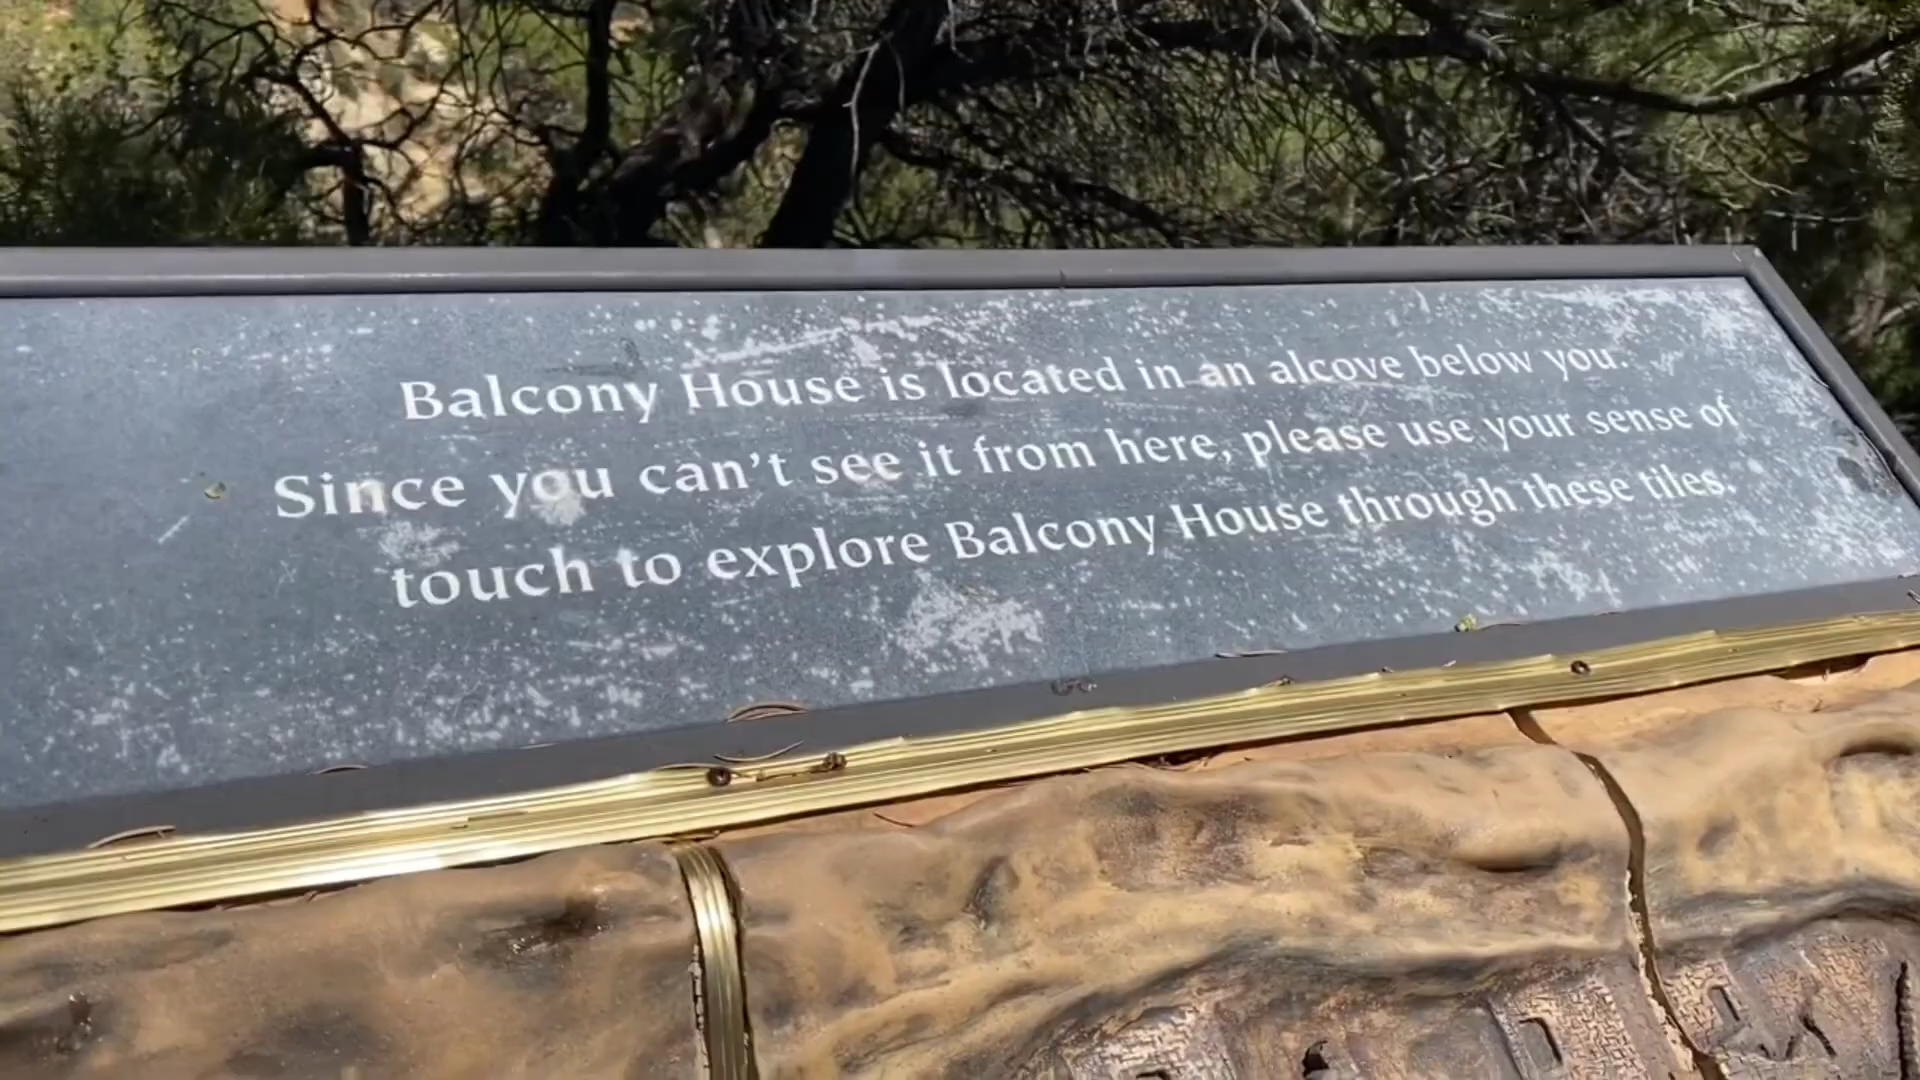 Balcony House is located in an alcove below you.
Since you can't see it from here, please use your sense of
touch to explore Balcony House through these tiles.